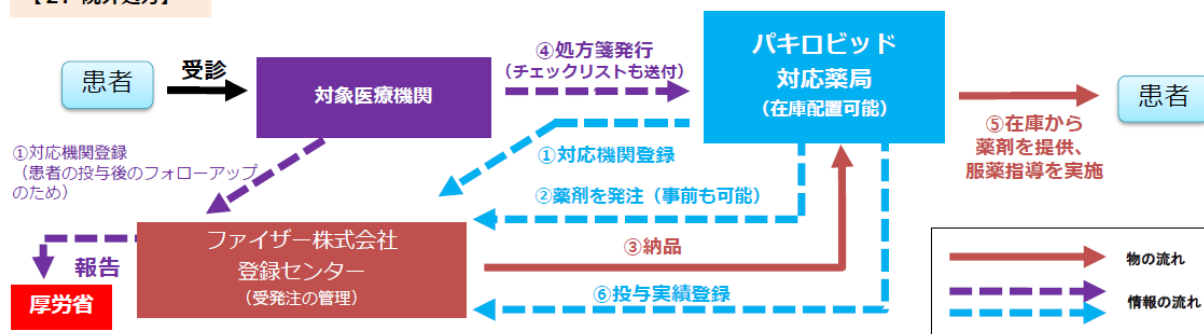 【２．院外処方】
患者
受診
対象医療機関
④処方箋発行
（チェックリストも送付）
パキロビッド
対応薬局
（在庫配置可能）
⑤在庫から
薬剤を提供、
服薬指導を実施
患者
①対応機関登録
（患者の投与後のフォローアップ
のため）
①対応機関登録
②薬剤を発注（事前も可能）
ファイザー株式会社
登録センター
（受発注の管理）
③納品
⑥投与実績登録
報告
厚労省
物の流れ
情報の流れ